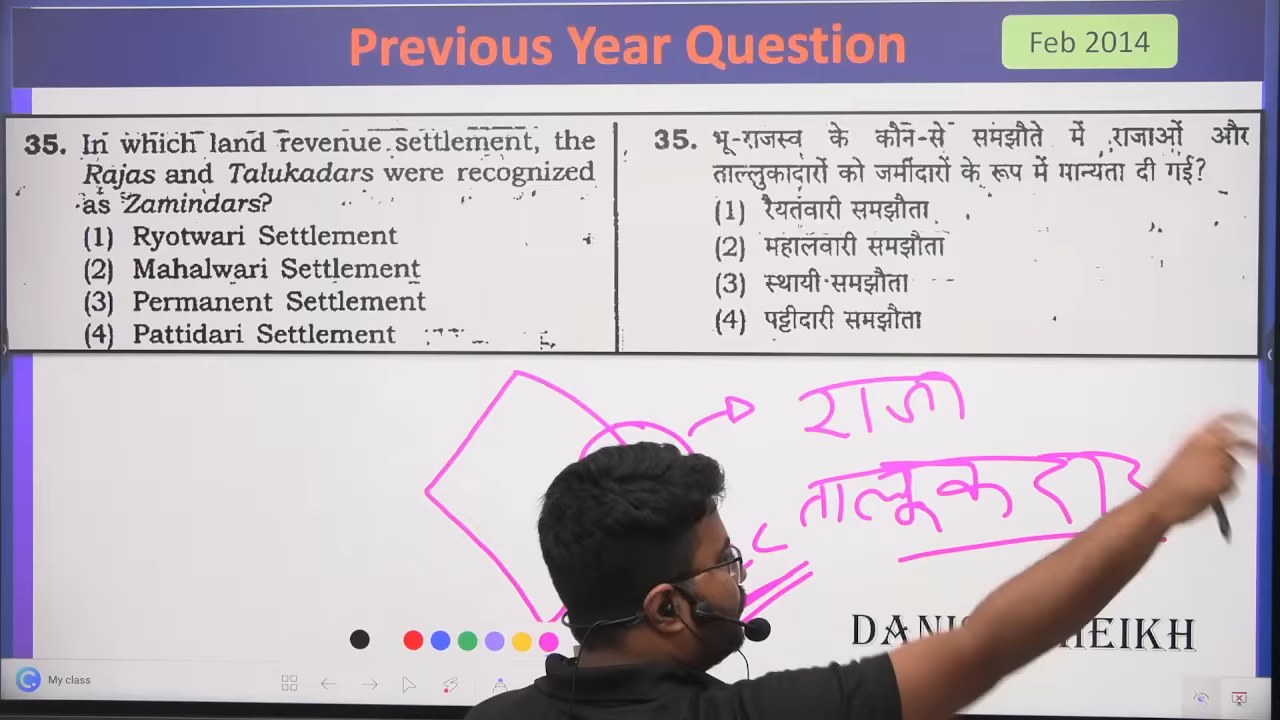 Previous Year Question
Feb 2014
35. In which land revenue settlement, the
Rajas and Talukadars were recognized
as Zamindars?
(1) Ryotwari Settlement
(2) Mahalwari Settlement
(3) Permanent Settlement
(4) Pattidari Settlement
35. भू-राजस्व के कौन-से समझौते में राजाओं और
ताल्लुकादारों को जमींदारों के रूप में मान्यता दी गई?
(1) रैयतवारी समझौता
(2) महालवारी समझौता
(3) स्थायी समझौता
(4) पट्टीदारी समझौता
राजा
ताल्लूकदार
My class